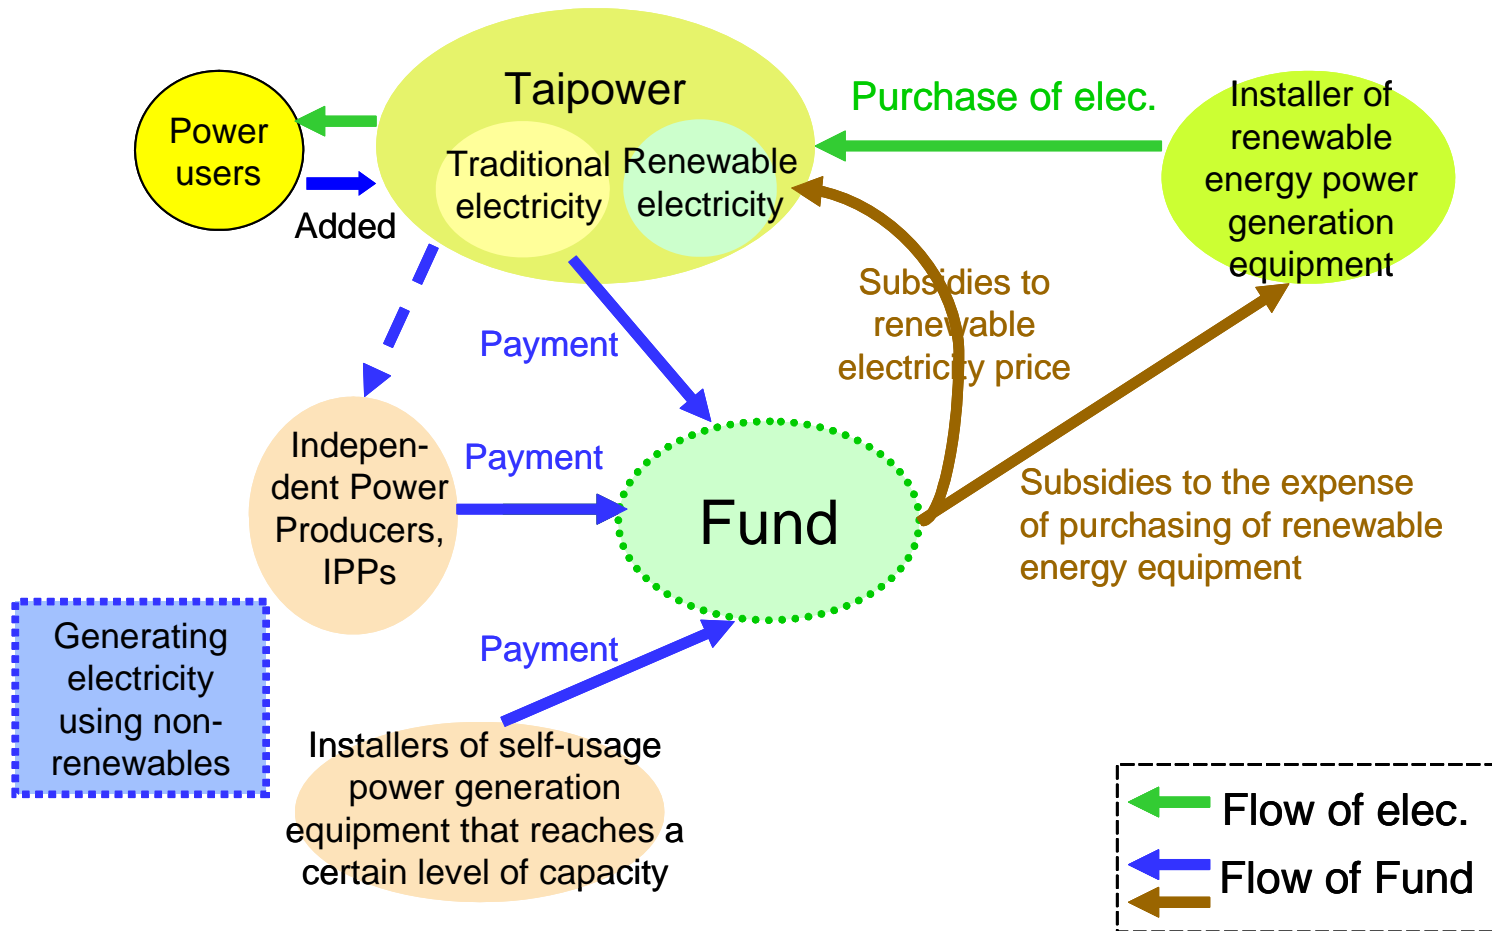 Taipower
Power
users
Added
Traditional
electricity
Renewable
electricity
Purchase of elec.
Installer of
renewable
energy power
generation
equipment
Payment
Subsidies to
renewable
electricity price
Indepen-
dent Power
Producers,
IPPs
Payment
Fund
Subsidies to the expense
of purchasing of renewable
energy equipment
Generating
electricity
using non-
renewables
Payment
Installers of self-usage
power generation
equipment that reaches a
certain level of capacity
Flow of elec.
Flow of Fund